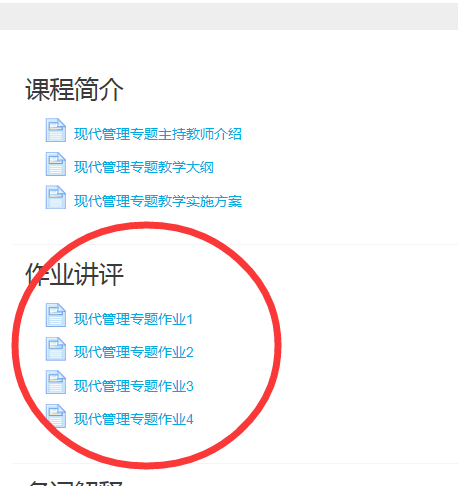 课程简介
现代管理专题主持教师介绍
现代管理专题教学大纲
现代管理专题教学实施方案
作业讲评
现代管理专题作业1
现代管理专题作业2
现代管理专题作业3
现代管理专题作业4